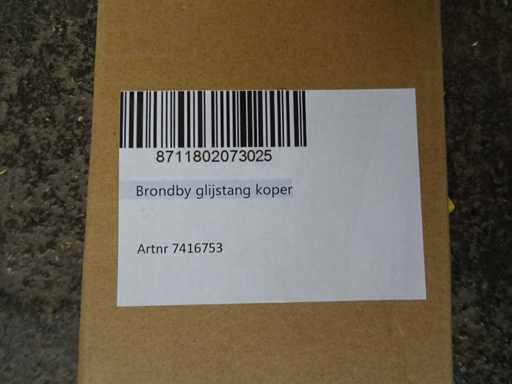 8711802073025
Brondby glijstang koper
Artnr 7416753